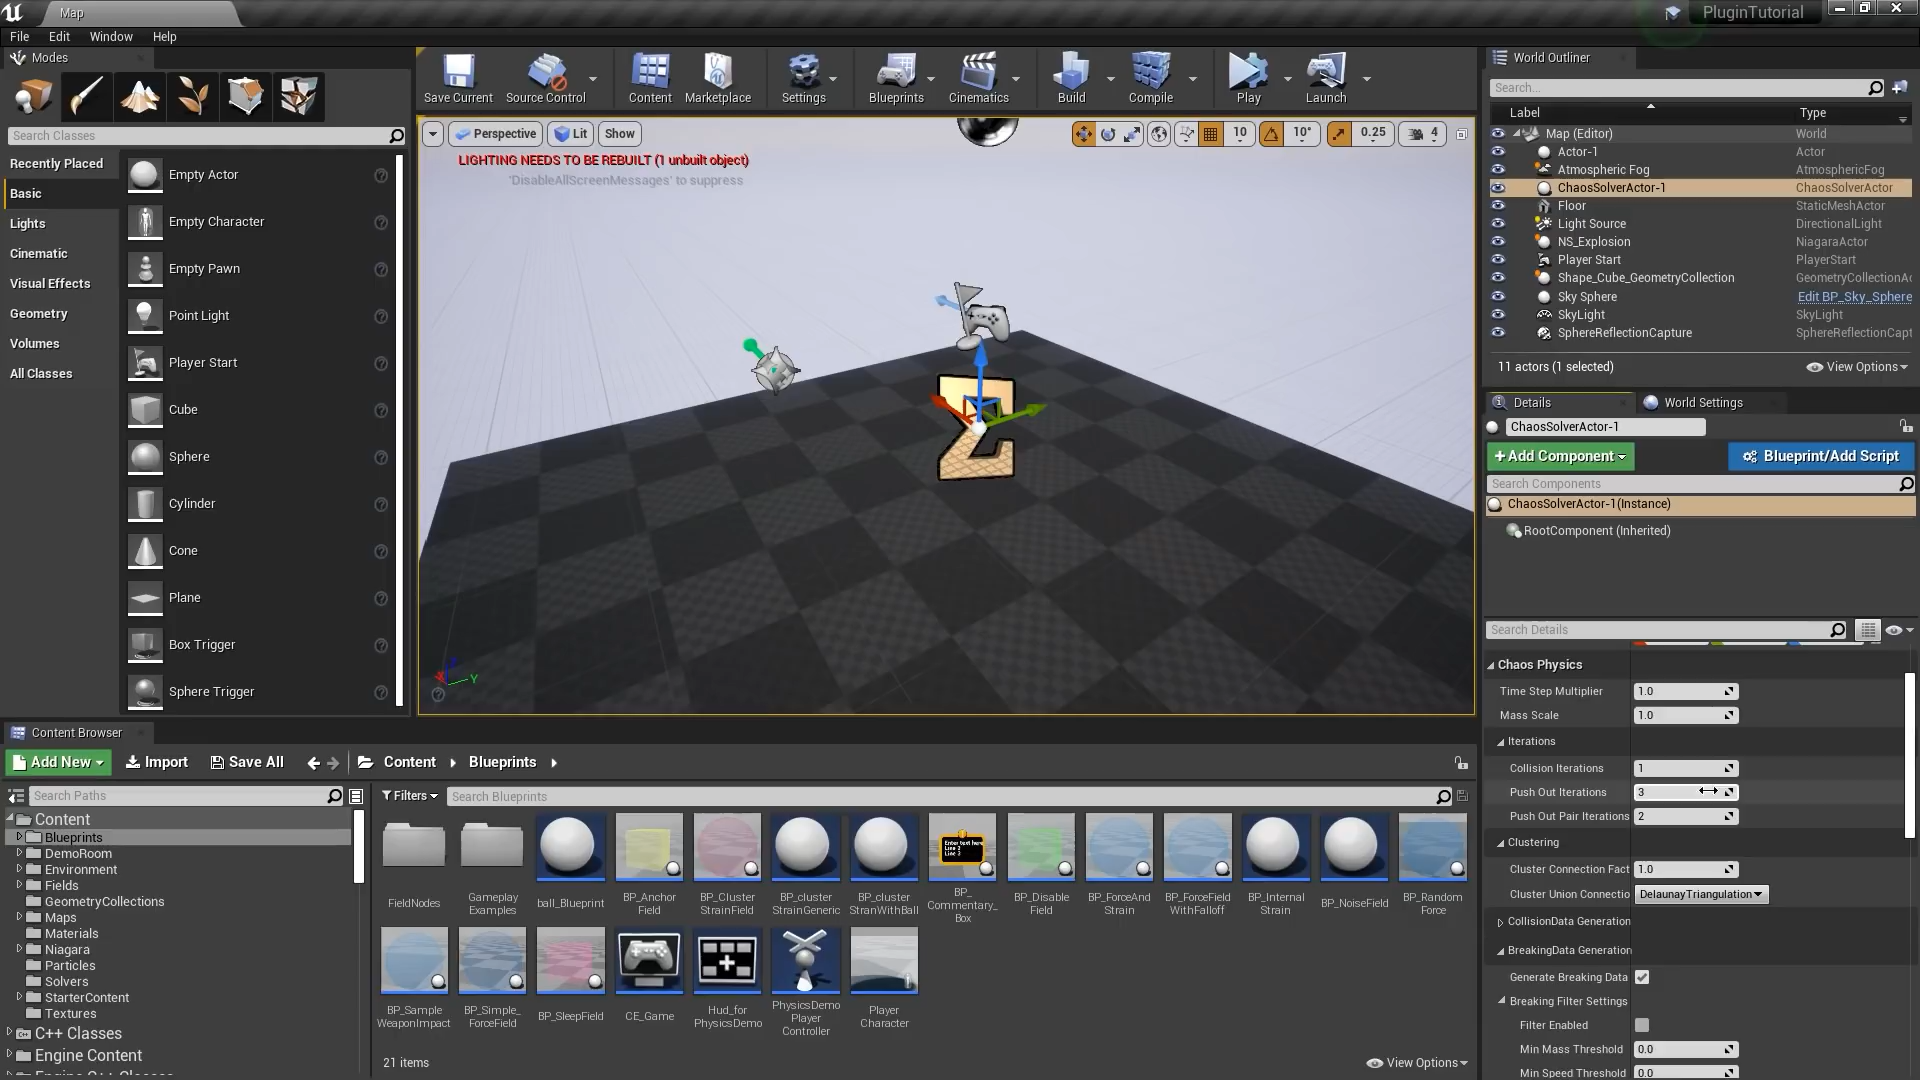 Map
PluginTutorial
File Edit Window Help
Modes
Search Classes
Recently Placed
Basic
Lights
Cinematic
Visual Effects
Geometry
Volumes
All Classes
Empty Actor
Empty Character
Empty Pawn
Point Light
Player Start
Cube
Sphere
Cylinder
Cone
Plane
Box Trigger
Sphere Trigger
Save Current
Source Control
Content
Marketplace
Settings
Blueprints
Cinematics
Build
Compile
Play
Launch
Perspective
Lit
Show
10
10°
0.25
4
LIGHTING NEEDS TO BE REBUILT (1 unbuilt object)
'DisableAllScreenMessages' to suppress
X
Y
World Outliner
Search...
Label Type
Map (Editor) World
Actor-1 Actor
Atmospheric Fog AtmosphericFog
ChaosSolverActor-1 ChaosSolverActor
Floor StaticMeshActor
Light Source DirectionalLight
NS_Explosion NiagaraActor
Player Start PlayerStart
Shape_Cube_GeometryCollection GeometryCollectionAc
Sky Sphere Edit BP_Sky_Sphere
SkyLight SkyLight
SphereReflectionCapture SphereReflectionCapt
11 actors (1 selected)
View Options
Details
World Settings
ChaosSolverActor-1
+Add Component
Blueprint/Add Script
Search Components
ChaosSolverActor-1(Instance)
RootComponent (Inherited)
Search Details
Chaos Physics
Time Step Multiplier 1.0
Mass Scale 1.0
Iterations
Collision Iterations 1
Push Out Iterations 3
Push Out Pair Iterations 2
Clustering
Cluster Connection Fact 1.0
Cluster Union Connectio DelaunayTriangulation
CollisionData Generation
BreakingData Generation
Generate Breaking Data
Breaking Filter Settings
Filter Enabled
Min Mass Threshold 0.0
Min Speed Threshold 0.0
Content Browser
Add New
Import
Save All
Content
Blueprints
Search Paths
Filters
Search Blueprints
Content
Blueprints
DemoRoom
Environment
Fields
GeometryCollections
Maps
Materials
Niagara
Particles
Solvers
StarterContent
Textures
C++ Classes
Engine Content
Engine C++ Classes
FieldNodes
Gameplay
Examples
ball_Blueprint
BP_Anchor
Field
BP_Cluster
StrainField
BP_cluster
StrainGeneric
BP_cluster
StranWithBall
Enter text here
Line 2
Line 3
BP_
Commentary_
Box
BP_Disable
Field
BP_ForceAnd
Strain
BP_ForceField
WithFalloff
BP_Internal
Strain
BP_NoiseField
BP_Random
Force
BP_Sample
WeaponImpact
BP_Simple_
ForceField
BP_SleepField
CE_Game
Hud_for
PhysicsDemo
PhysicsDemo
Player
Controller
Player
Character
21 items
View Options